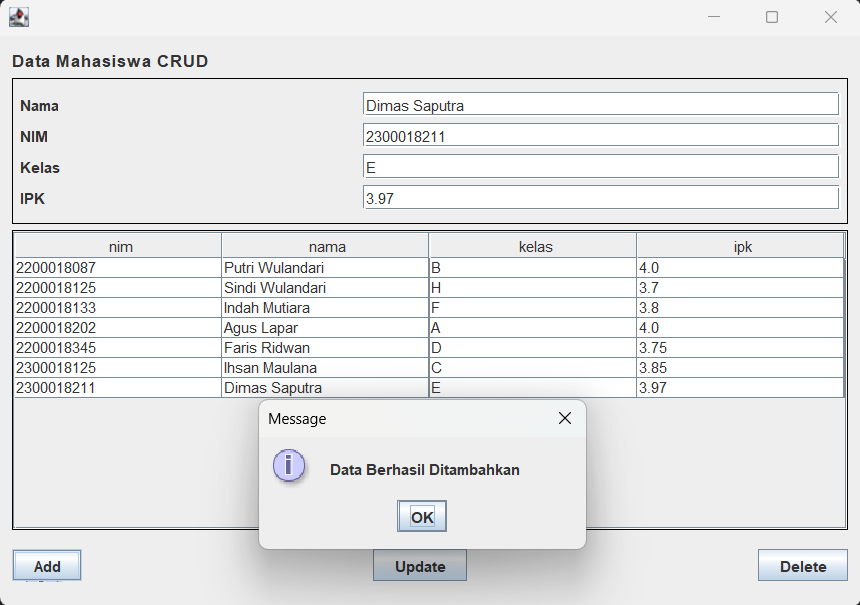 Data Mahasiswa CRUD
Nama Dimas Saputra
NIM 2300018211
Kelas E
IPK 3.97
nim nama kelas ipk
2200018087 Putri Wulandari B 4.0
2200018125 Sindi Wulandari H 3.7
2200018133 Indah Mutiara F 3.8
2200018202 Agus Lapar A 4.0
2200018345 Faris Ridwan D 3.75
2300018125 Ihsan Maulana C 3.85
2300018211 Dimas Saputra E 3.97
Message
Data Berhasil Ditambahkan
OK
Add Update Delete